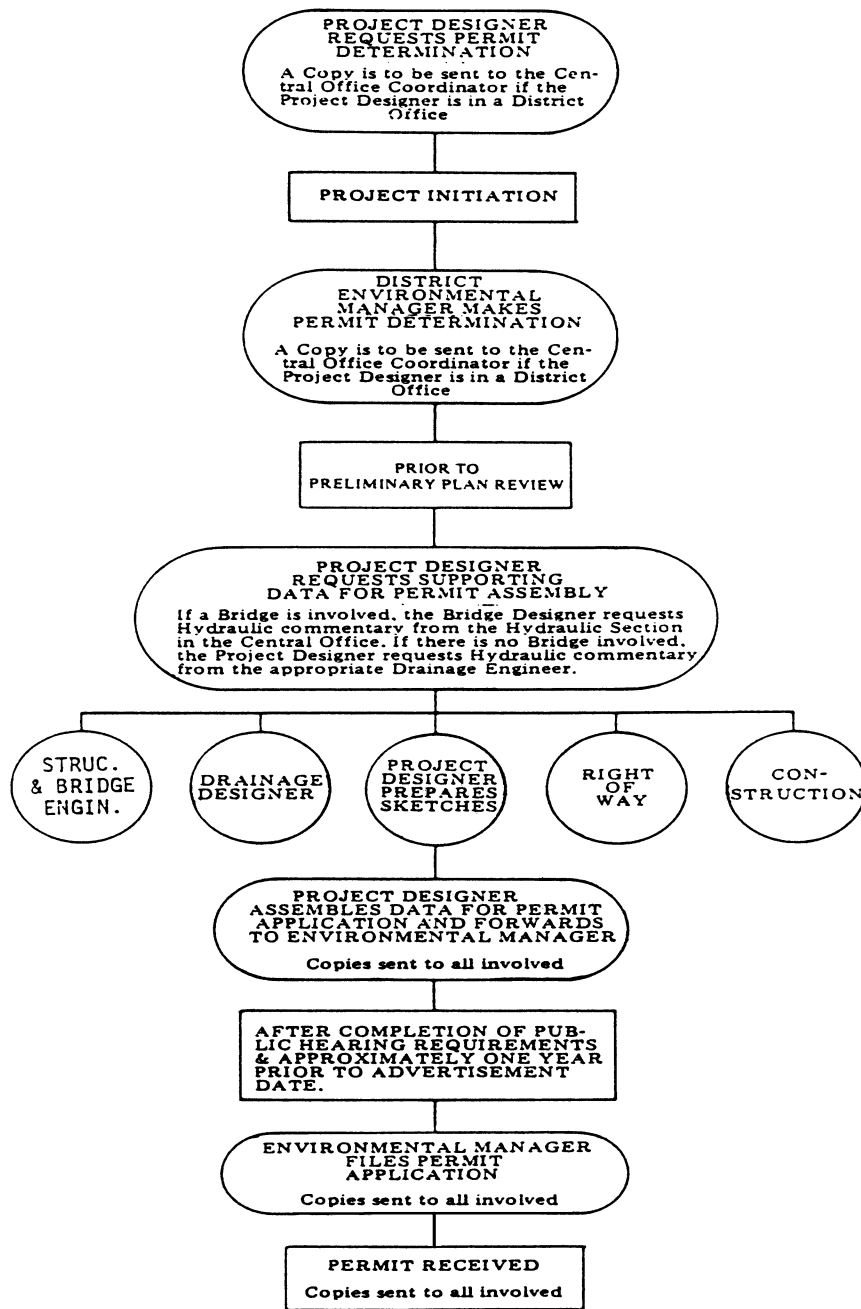 PROJECT DESIGNER
REQUESTS PERMIT
DETERMINATION
A Copy is to be sent to the Cen-
tral Office Coordinator if the
Project Designer is in a District
Office
PROJECT INITIATION
DISTRICT
ENVIRONMENTAL
MANAGER MAKES
PERMIT DETERMINATION
A Copy is to be sent to the Cen-
tral Office Coordinator if the
Project Designer is in a District
Office
PRIOR TO
PRELIMINARY PLAN REVIEW
PROJECT DESIGNER
REQUESTS SUPPORTING
DATA FOR PERMIT ASSEMBLY
If a Bridge is involved, the Bridge Designer requests
Hydraulic commentary from the Hydraulic Section
in the Central Office. If there is no Bridge involved,
the Project Designer requests Hydraulic commentary
from the appropriate Drainage Engineer.
STRUC.
& BRIDGE
ENGIN.
DRAINAGE
DESIGNER
PROJECT
DESIGNER
PREPARES
SKETCHES
RIGHT
OF
WAY
CON-
STRUCTION
PROJECT DESIGNER
ASSEMBLES DATA FOR PERMIT
APPLICATION AND FORWARDS
TO ENVIRONMENTAL MANAGER
Copies sent to all involved
AFTER COMPLETION OF PUB-
LIC HEARING REQUIREMENTS
& APPROXIMATELY ONE YEAR
PRIOR TO ADVERTISEMENT
DATE.
ENVIRONMENTAL MANAGER
FILES PERMIT
APPLICATION
Copies sent to all involved
PERMIT RECEIVED
Copies sent to all involved